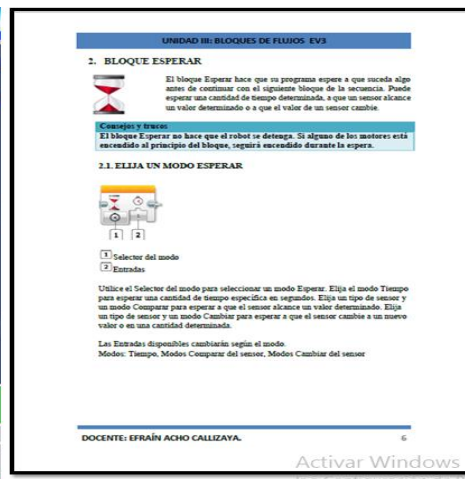 UNIDAD III: BLOQUES DE FLUJOS EV3
2. BLOQUE ESPERAR
El bloque Esperar hace que su programa espere a que suceda algo
antes de continuar con el siguiente bloque de la secuencia. Puede
esperar una cantidad de tiempo determinada, a que un sensor alcance
un valor determinado o a que el valor de un sensor cambie.
Consejos y trucos
El bloque Esperar no hace que el robot se detenga. Si alguno de los motores está
encendido al principio del bloque, seguirá encendido durante la espera.
2.1. ELIJA UN MODO ESPERAR
1 2
1 Selector del modo
2 Entradas
Utilice el Selector del modo para seleccionar un modo Esperar. Elija el modo Tiempo
para esperar una cantidad de tiempo específica en segundos. Elija un tipo de sensor y
un modo Comparar para esperar a que el sensor alcance un valor determinado. Elija
un tipo de sensor y un modo Cambiar para esperar a que el sensor cambie a un nuevo
valor o en una cantidad determinada.
Las Entradas disponibles cambiarán según el modo.
Modos: Tiempo, Modos Comparar del sensor, Modos Cambiar del sensor
DOCENTE: EFRAÍN ACHO CALLIZAYA. 6
Activar Windows